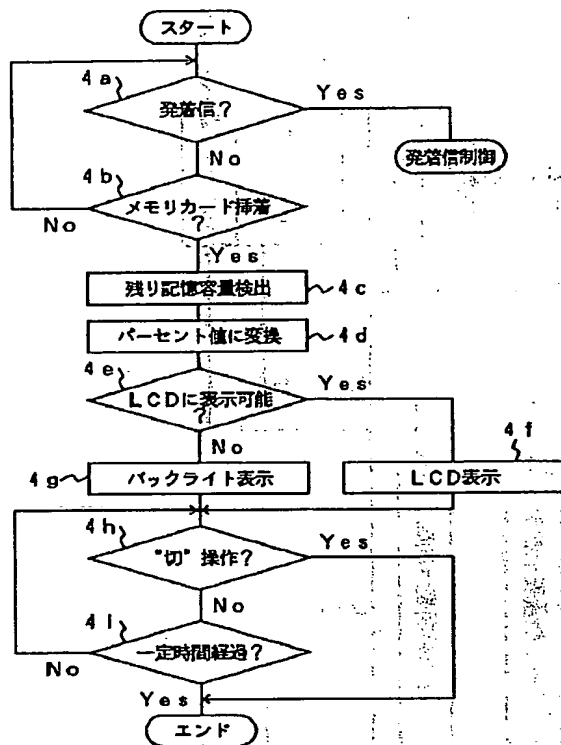 スタート
4a
発着信?
Yes
No
発着信制御
4b
メモリカード挿着
?
No
Yes
残り記憶容量検出
4c
パーセント値に変換
4d
4e
LCDに表示可能
?
Yes
No
4f
4g
バックライト表示
LCD表示
4h
"切"操作?
Yes
No
4i
一定時間経過?
No
Yes
エンド